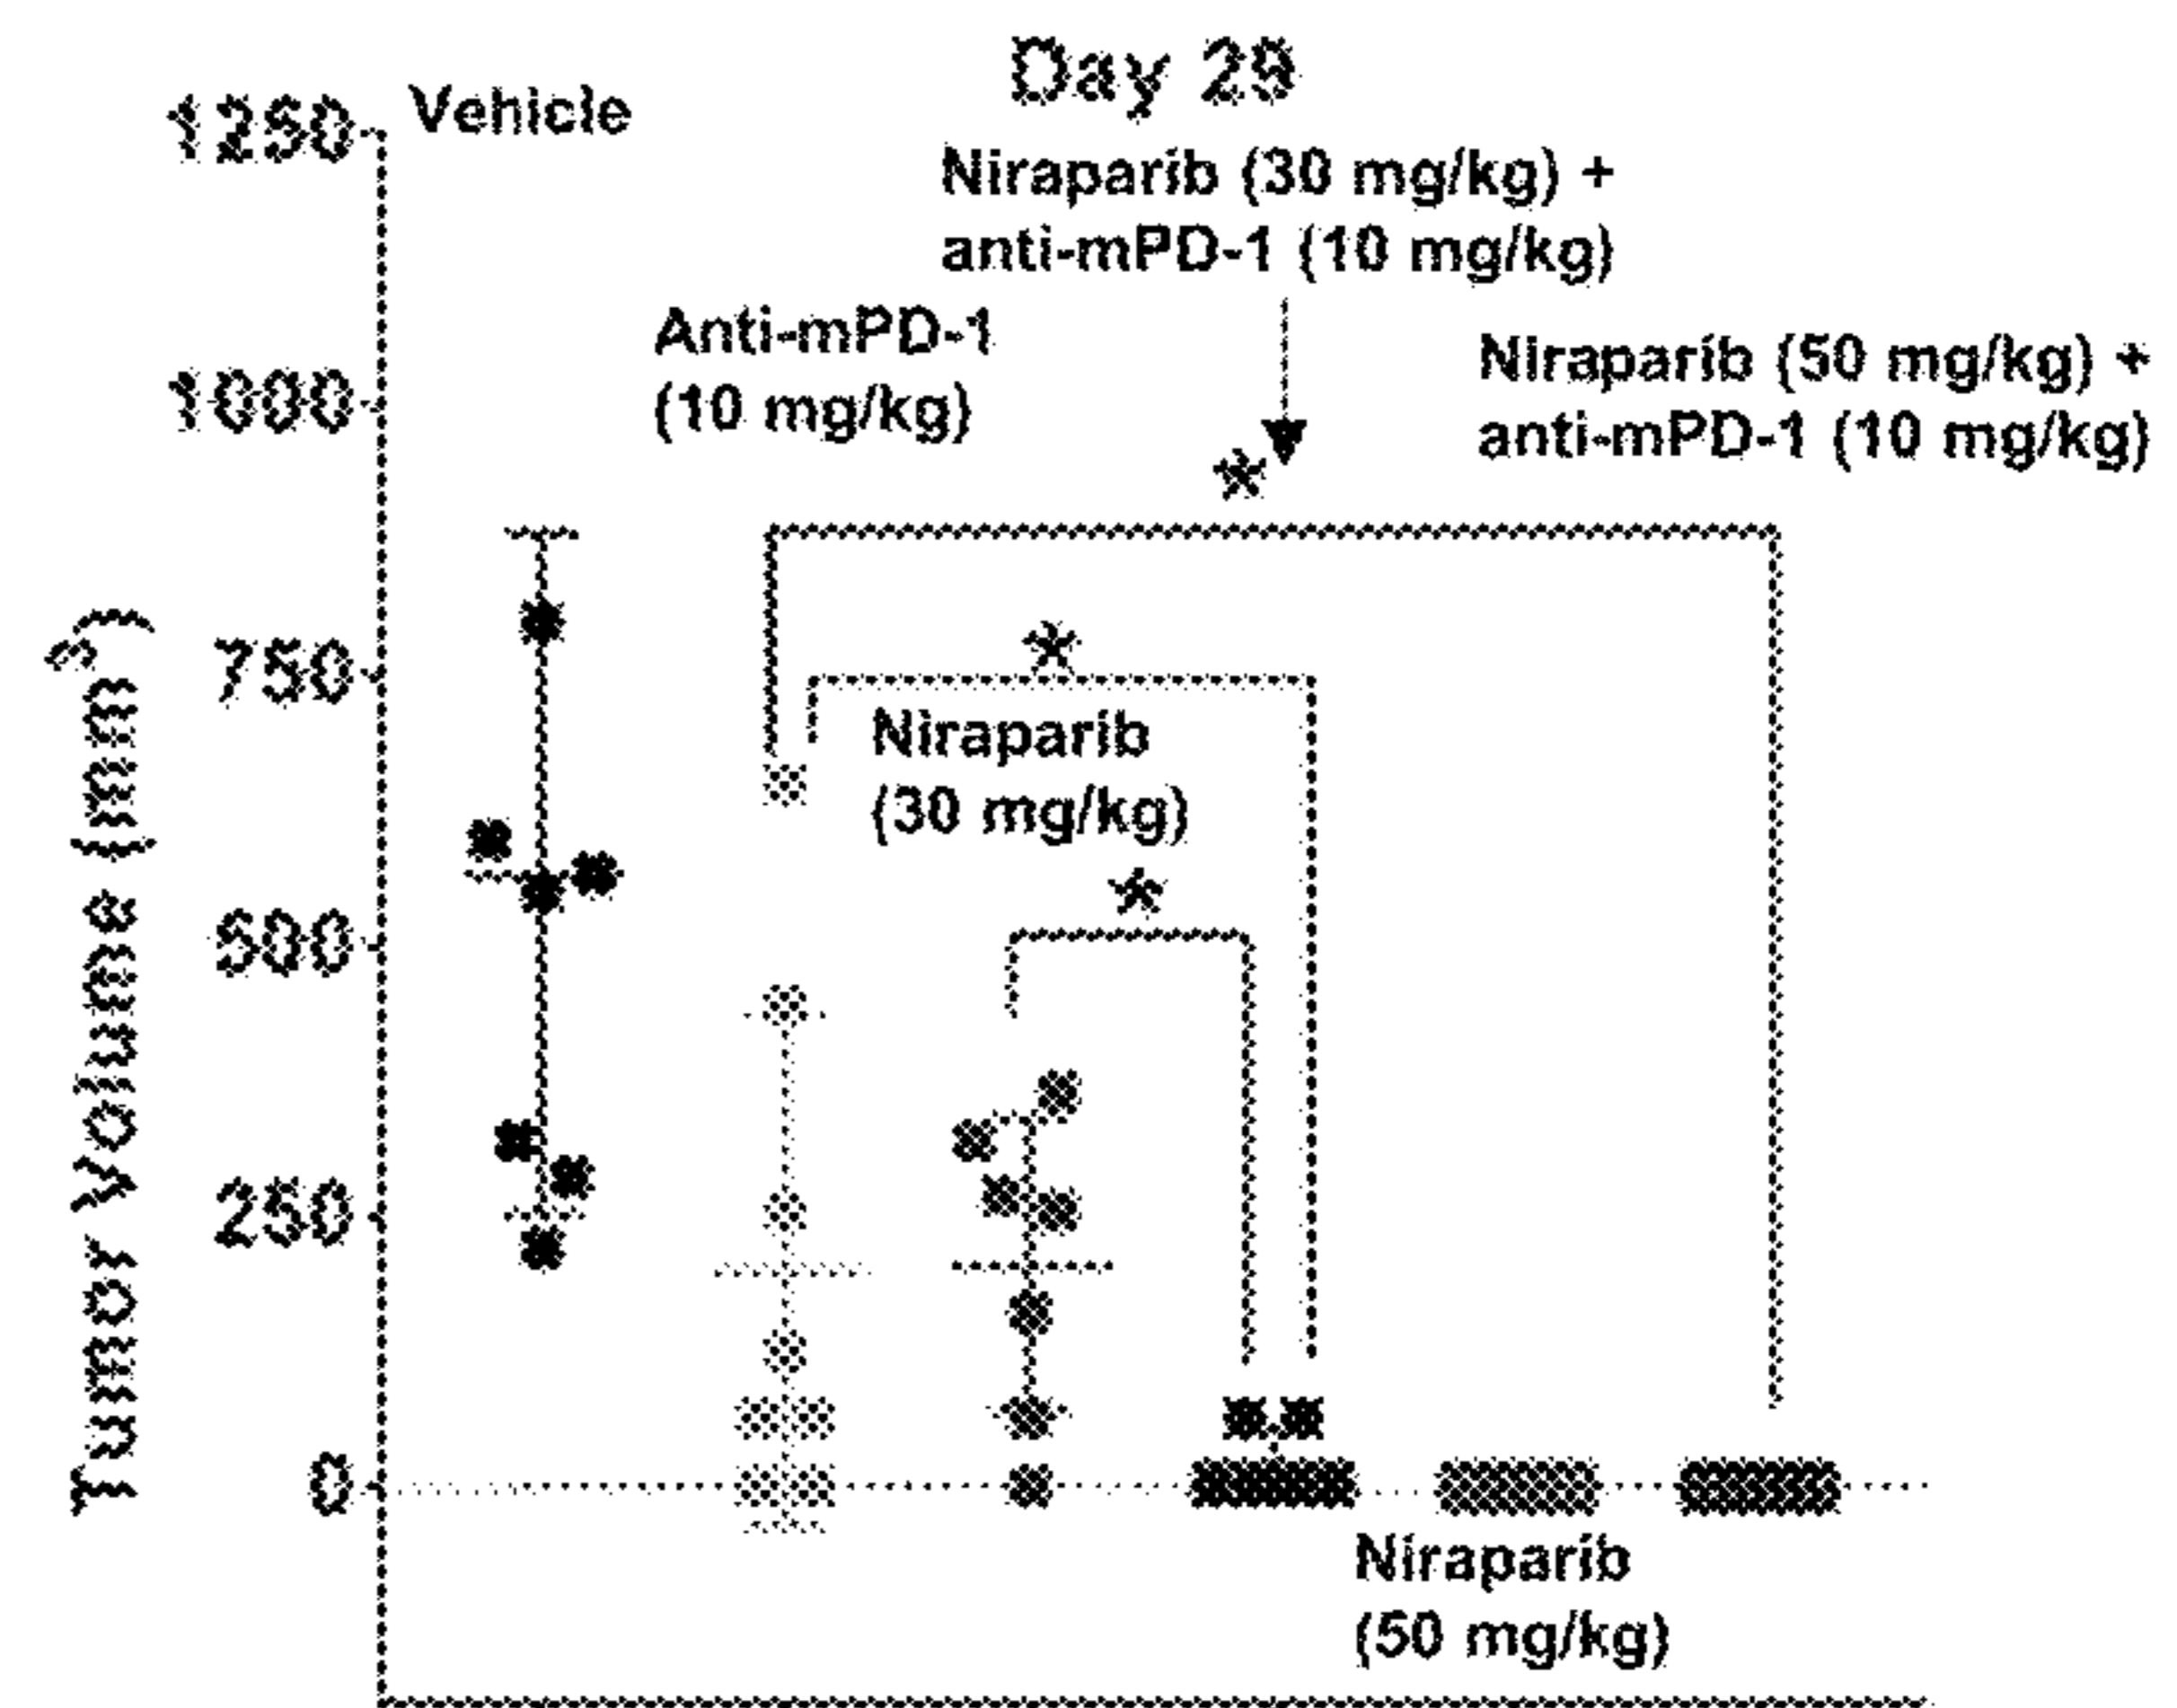 Day 29
Vehicle
Niraparib (30 mg/kg) +
anti-mPD-1 (10 mg/kg)
Anti-mPD-1
(10 mg/kg)
Niraparib (50 mg/kg) +
anti-mPD-1 (10 mg/kg)
*
*
Niraparib
(30 mg/kg)
*
Niraparib
(50 mg/kg)
Tumor Volume (mm³)
1250
1000
750
500
250
0